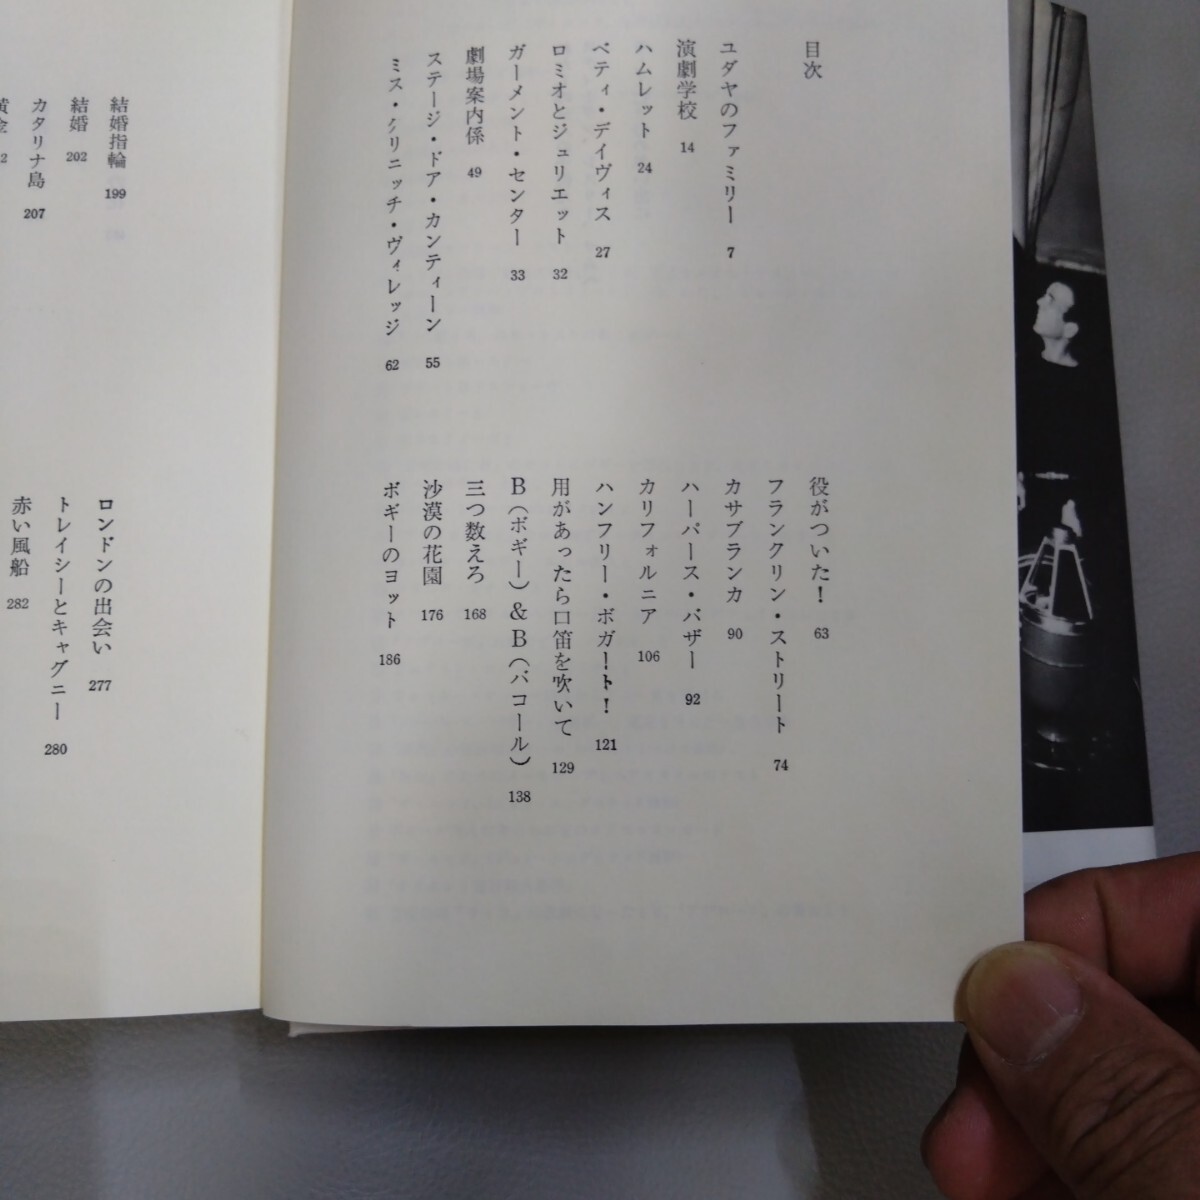 目次
ユダヤのファミリー 7
演劇学校 14
ハムレット 24
ベティ・デイヴィス 27
ロミオとジュリエット 32
ガーメント・センター 33
劇場案内係 49
ステージ・ドア・カンティーン 55
ミス・グリニッチ・ヴィレッジ 62
役がついた！ 63
フランクリン・ストリート 74
カサブランカ 90
ハーパース・バザー 92
カリフォルニア 106
ハンフリー・ボガート！ 121
用があったら口笛を吹いて 129
B（ボギー）&B（バコール） 138
三つ数えろ 168
沙漠の花園 176
ボギーのヨット 186
結婚指輪 199
結婚 202
カタリナ島 207
ロンドンの出会い 277
トレイシーとキャグニー 280
赤い風船 282